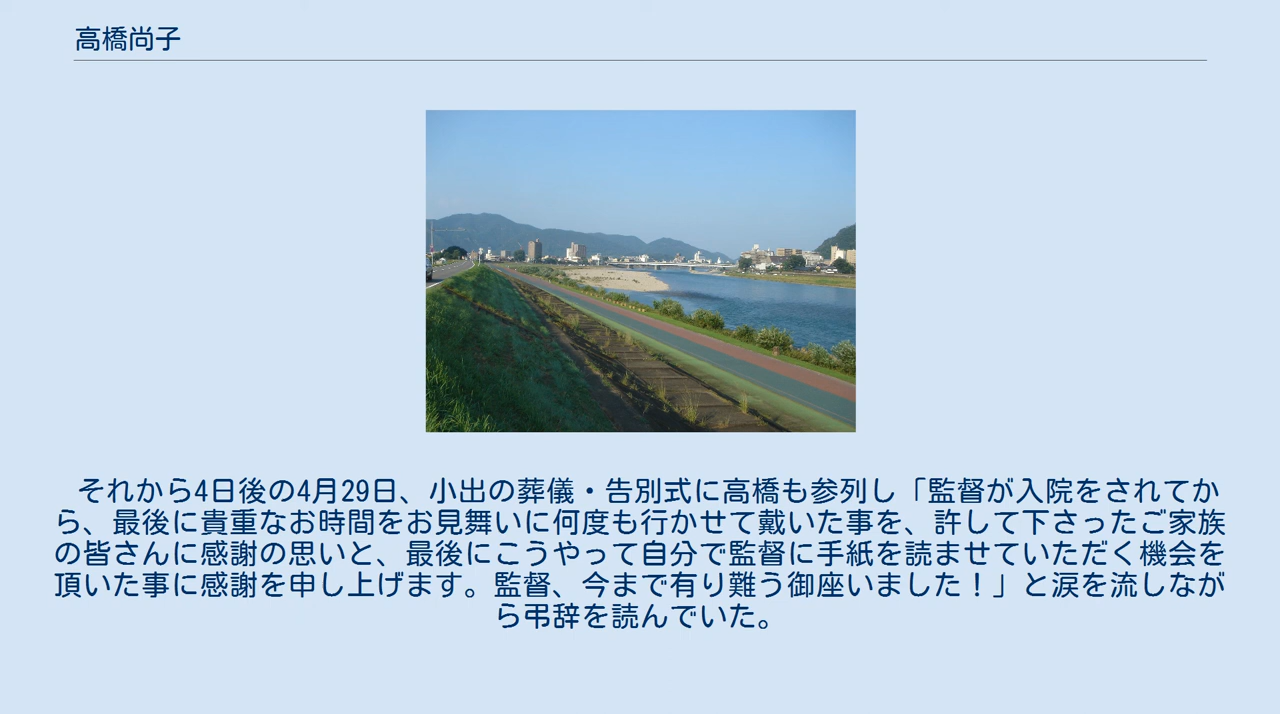 高橋尚子
それから4日後の4月29日、小出の葬儀・告別式に高橋も参列し「監督が入院をされてか
ら、最後に貴重なお時間をお見舞いに何度も行かせて戴いた事を、許して下さったご家族
の皆さんに感謝の思いと、最後にこうやって自分で監督に手紙を読ませていただく機会を
頂いた事に感謝を申し上げます。監督、今まで有り難う御座いました！」と涙を流しなが
ら弔辞を読んでいた。